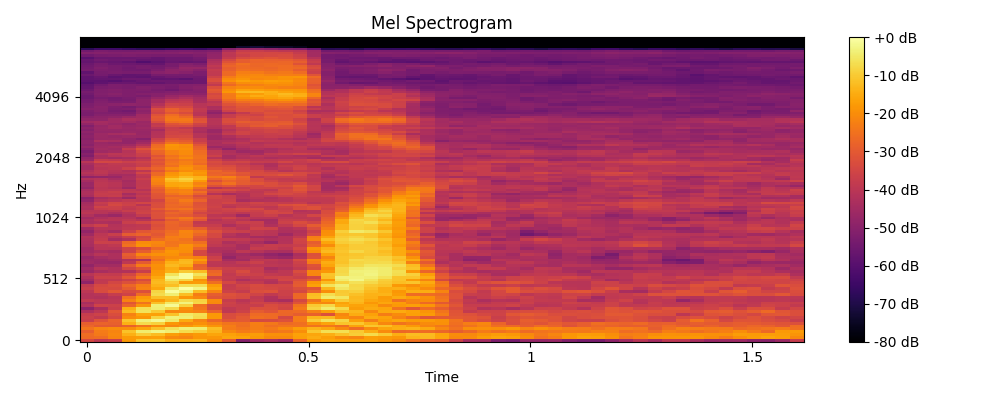 Mel Spectrogram
Hz
4096
2048
1024
512
0
0
0.5
1
1.5
Time
+0 dB
-10 dB
-20 dB
-30 dB
-40 dB
-50 dB
-60 dB
-70 dB
-80 dB